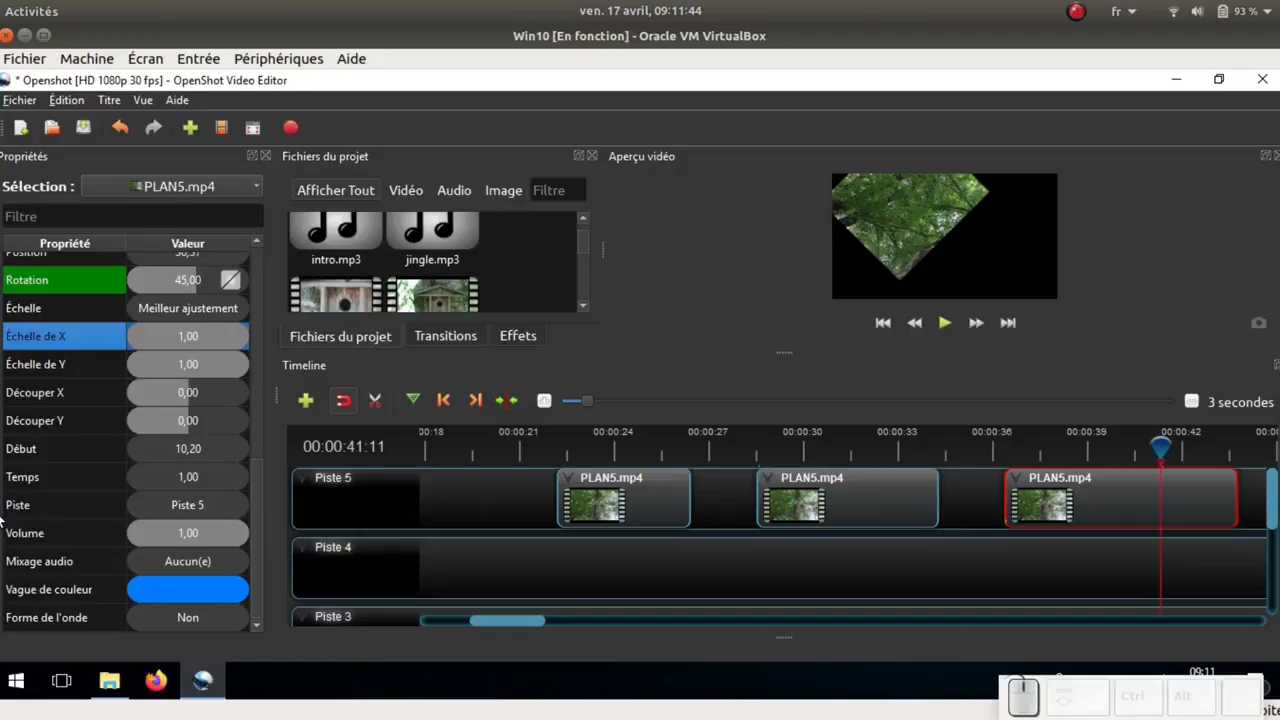 Activités
ven. 17 avril, 09:11:44
fr
93 %
Win10 [En fonction] - Oracle VM VirtualBox
Fichier Machine Écran Entrée Périphériques Aide
* Openshot [HD 1080p 30 fps] - OpenShot Video Editor
Fichier Édition Titre Vue Aide
Propriétés
Fichiers du projet
Aperçu vidéo
Sélection : PLAN5.mp4
Afficher Tout Vidéo Audio Image Filtre
Filtre
Propriété Valeur
Position 36,37
Rotation 45,00
Échelle Meilleur ajustement
Échelle de X 1,00
Échelle de Y 1,00
Découper X 0,00
Découper Y 0,00
Début 10,20
Temps 1,00
Piste Piste 5
Volume 1,00
Mixage audio Aucun(e)
Vague de couleur
Forme de l'onde Non
intro.mp3
jingle.mp3
Fichiers du projet Transitions Effets
Timeline
3 secondes
00:00:41:11
00:18 00:00:21 00:00:24 00:00:27 00:00:30 00:00:33 00:00:36 00:00:39 00:00:42 00:0
Piste 5
PLAN5.mp4
PLAN5.mp4
PLAN5.mp4
Piste 4
Piste 3
09:11
Ctrl
Alt